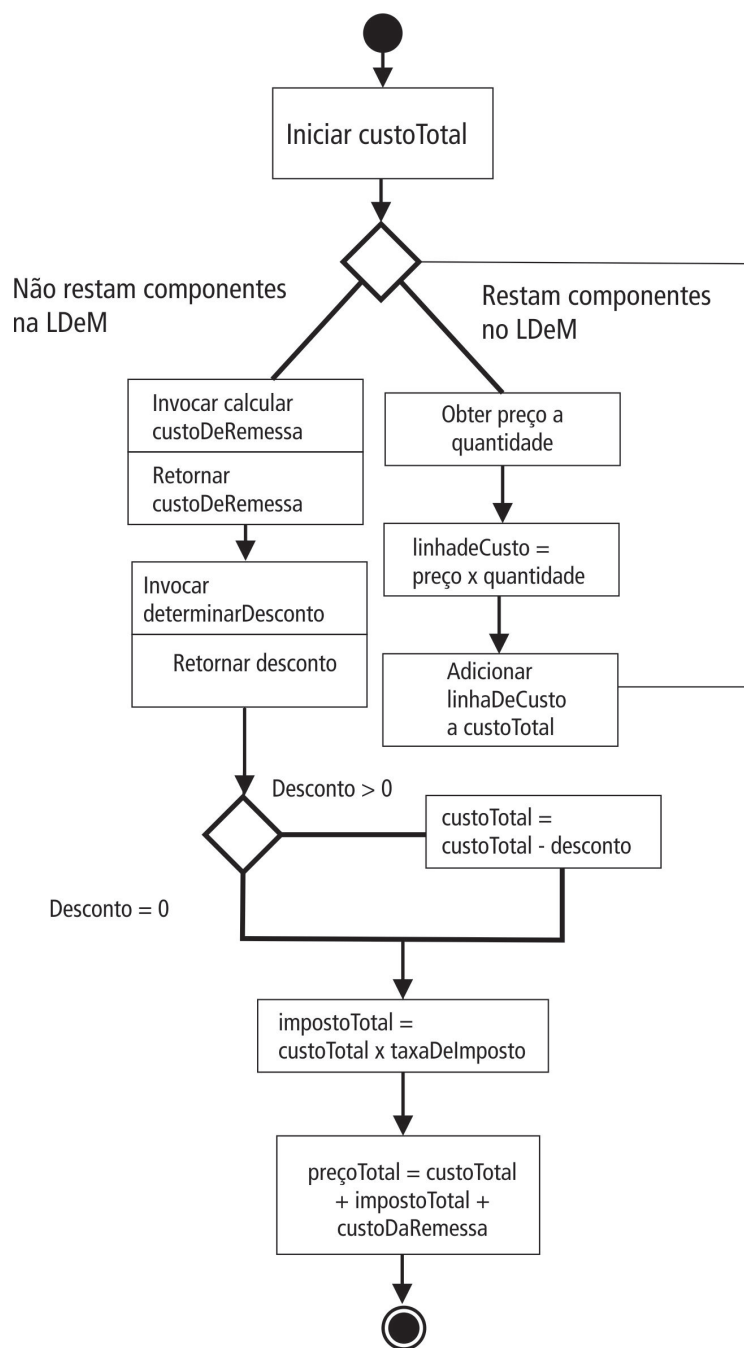 Iniciar custoTotal
Não restam componentes
na LDeM
Restam componentes
no LDeM
Invocar calcular
custoDeRemessa
Retornar
custoDeRemessa
Obter preço a
quantidade
Invocar
determinarDesconto
Retornar desconto
linhadeCusto =
preço x quantidade
Adicionar
linhaDeCusto
a custoTotal
Desconto > 0
custoTotal =
custoTotal - desconto
Desconto = 0
impostoTotal =
custoTotal x taxaDeImposto
preçoTotal = custoTotal
+ impostoTotal +
custoDaRemessa